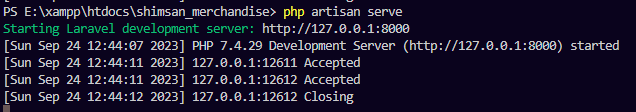 PS E:\xampp\htdocs\shimsan_merchandise> php artisan serve
Starting Laravel development server: http://127.0.0.1:8000
[Sun Sep 24 12:44:07 2023] PHP 7.4.29 Development Server (http://127.0.0.1:8000) started
[Sun Sep 24 12:44:11 2023] 127.0.0.1:12611 Accepted
[Sun Sep 24 12:44:11 2023] 127.0.0.1:12612 Accepted
[Sun Sep 24 12:44:12 2023] 127.0.0.1:12612 Closing